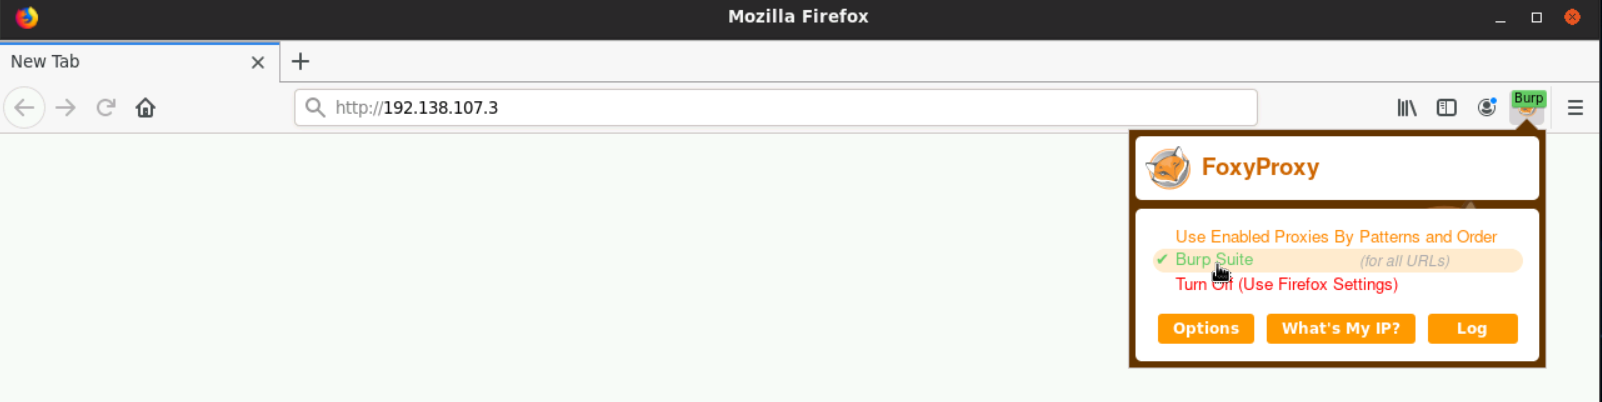 Mozilla Firefox
New Tab
http://192.138.107.3
Burp
FoxyProxy
Use Enabled Proxies By Patterns and Order
✔ Burp Suite (for all URLs)
Turn Off (Use Firefox Settings)
Options What's My IP? Log